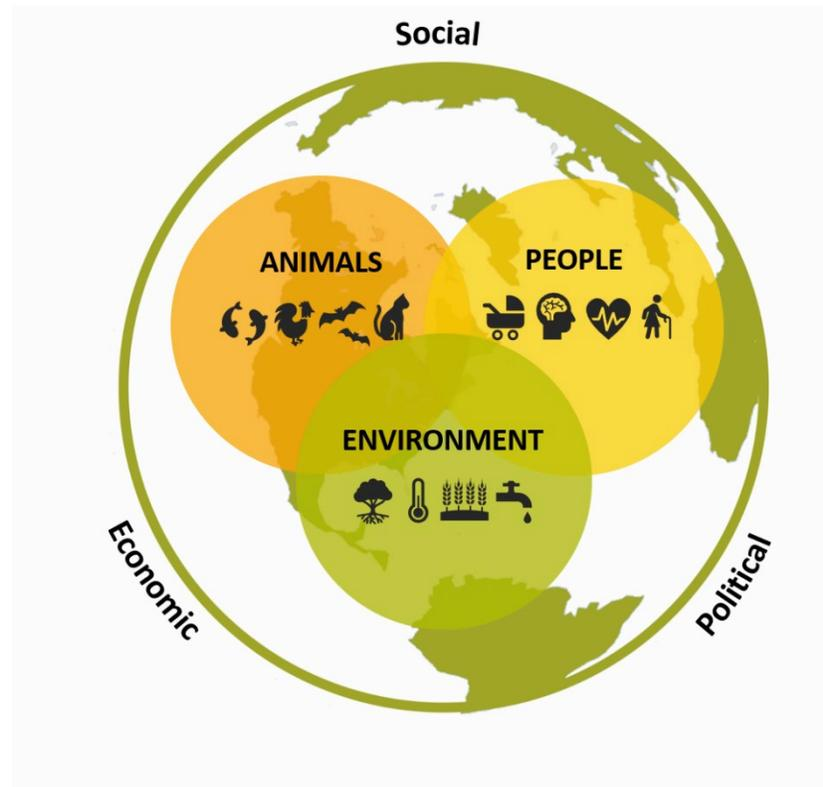 Social
ANIMALS
PEOPLE
ENVIRONMENT
Economic
Political